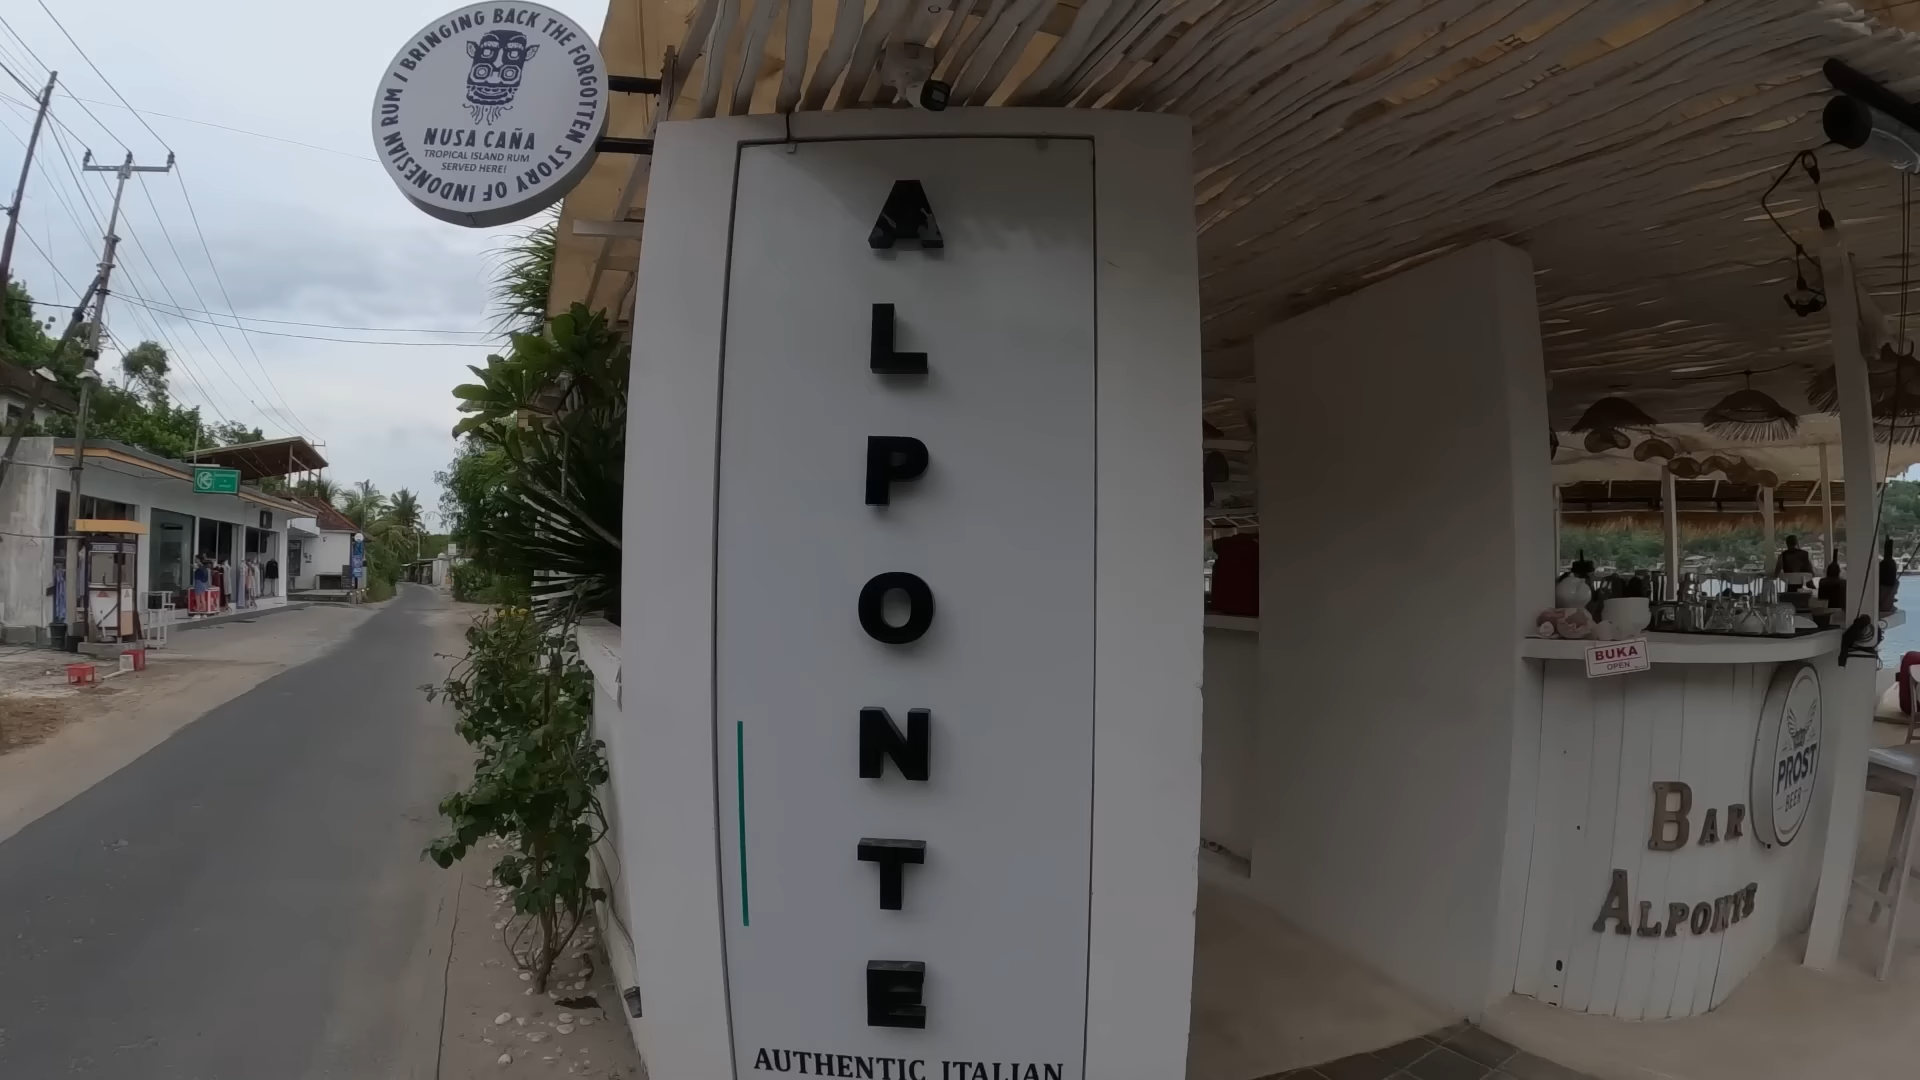 BRINGING BACK THE FORGOTTEN STORY OF INDONESIAN RUM |
NUSA CAÑA
TROPICAL ISLAND RUM
SERVED HERE!
ALPONTE
AUTHENTIC ITALIAN
BUKA
OPEN
PROST
BEER
BAR
ALPONTE